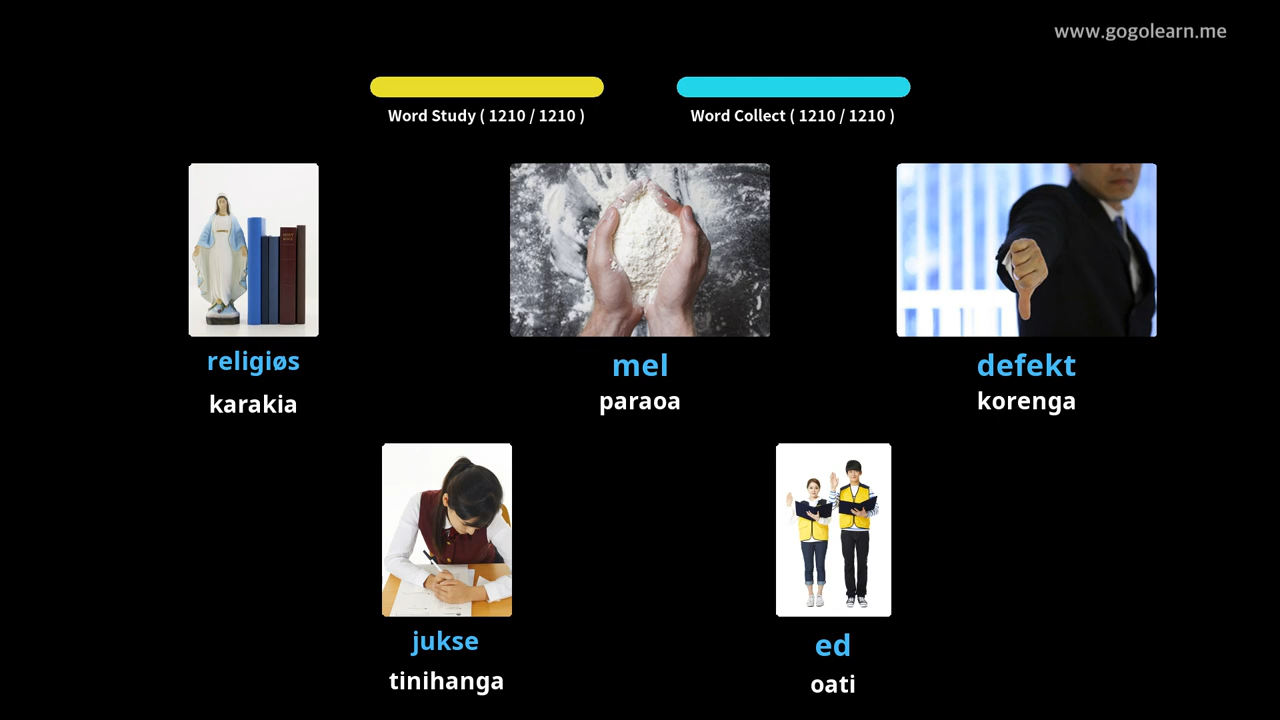 www.gogolearn.me
Word Study ( 1210 / 1210 )
Word Collect ( 1210 / 1210 )
religiøs
karakia
mel
paraoa
defekt
korenga
jukse
tinihanga
ed
oati